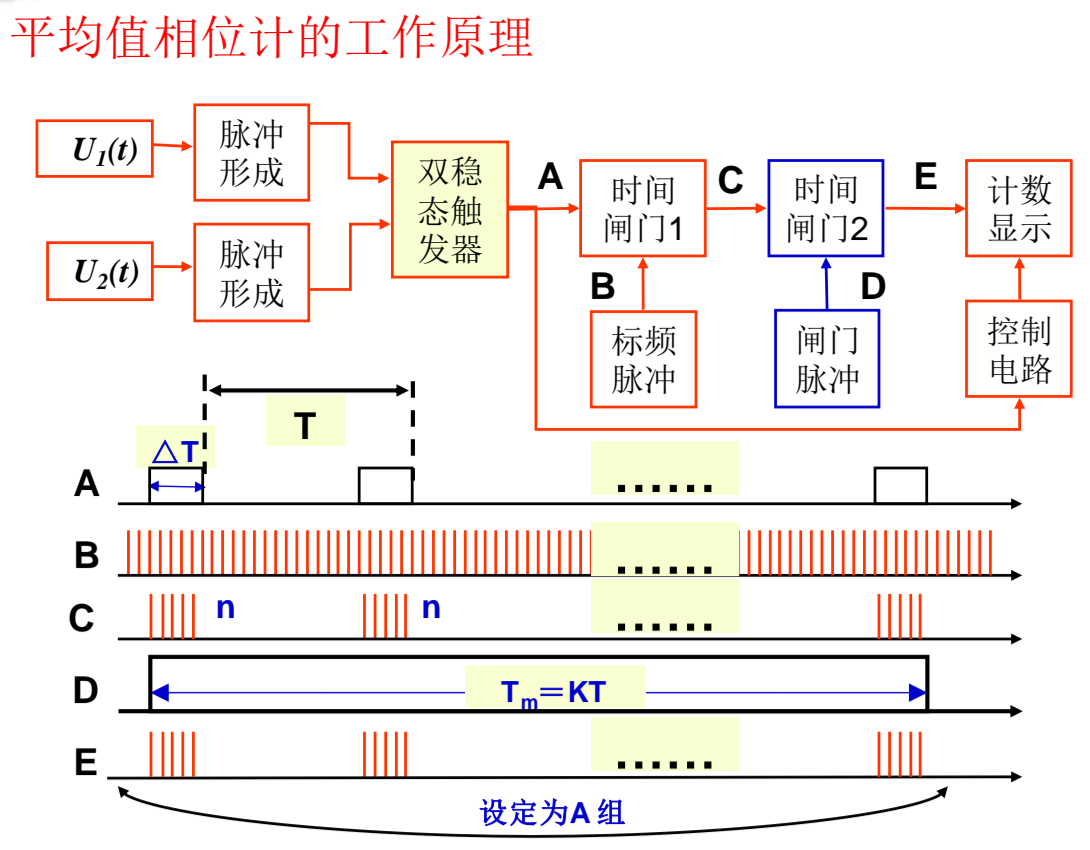 平均值相位计的工作原理
U1(t)
脉冲
形成
双稳
态触
发器
A
时间
闸门1
C
时间
闸门2
E
计数
显示
U2(t)
脉冲
形成
B
标频
脉冲
D
闸门
脉冲
控制
电路
T
△T
A
......
B
......
C
n
n
......
D
Tm=KT
E
......
设定为A 组